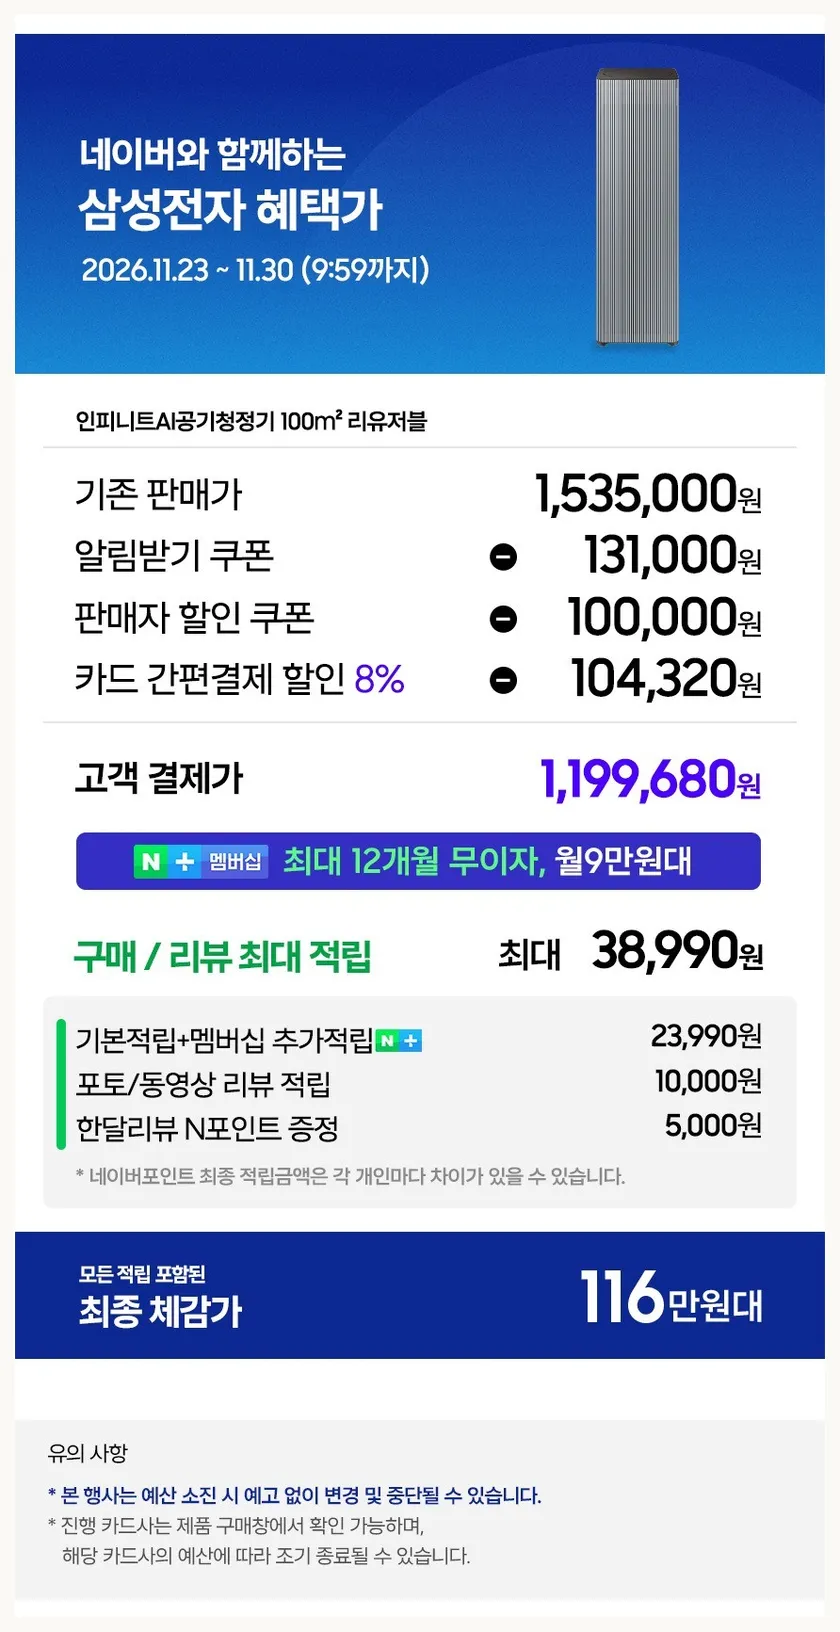 네이버와 함께하는
삼성전자 혜택가
2026.11.23 ~ 11.30 (9:59까지)
인피니트AI공기청정기 100m² 리유저블
기존 판매가 1,535,000원
알림받기 쿠폰 - 131,000원
판매자 할인 쿠폰 - 100,000원
카드 간편결제 할인 8% - 104,320원
고객 결제가 1,199,680원
N + 멤버십 최대 12개월 무이자, 월9만원대
구매 / 리뷰 최대 적립 최대 38,990원
기본적립+멤버십 추가적립 N + 23,990원
포토/동영상 리뷰 적립 10,000원
한달리뷰 N포인트 증정 5,000원
* 네이버포인트 최종 적립금액은 각 개인마다 차이가 있을 수 있습니다.
모든 적립 포함된
최종 체감가 116만원대
유의 사항
* 본 행사는 예산 소진 시 예고 없이 변경 및 중단될 수 있습니다.
* 진행 카드사는 제품 구매창에서 확인 가능하며,
해당 카드사의 예산에 따라 조기 종료될 수 있습니다.